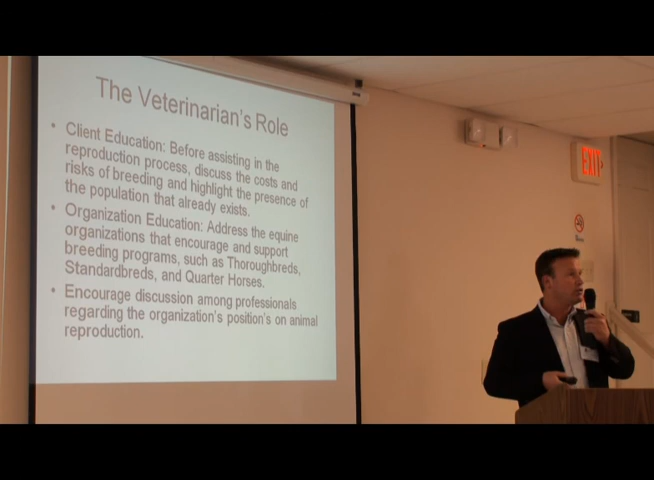 The Veterinarian's Role
• Client Education: Before assisting in the
reproduction process, discuss the costs and
risks of breeding and highlight the presence of
the population that already exists.
• Organization Education: Address the equine
organizations that encourage and support
breeding programs, such as Thoroughbreds,
Standardbreds, and Quarter Horses.
• Encourage discussion among professionals
regarding the organization's position's on animal
reproduction.
EXIT